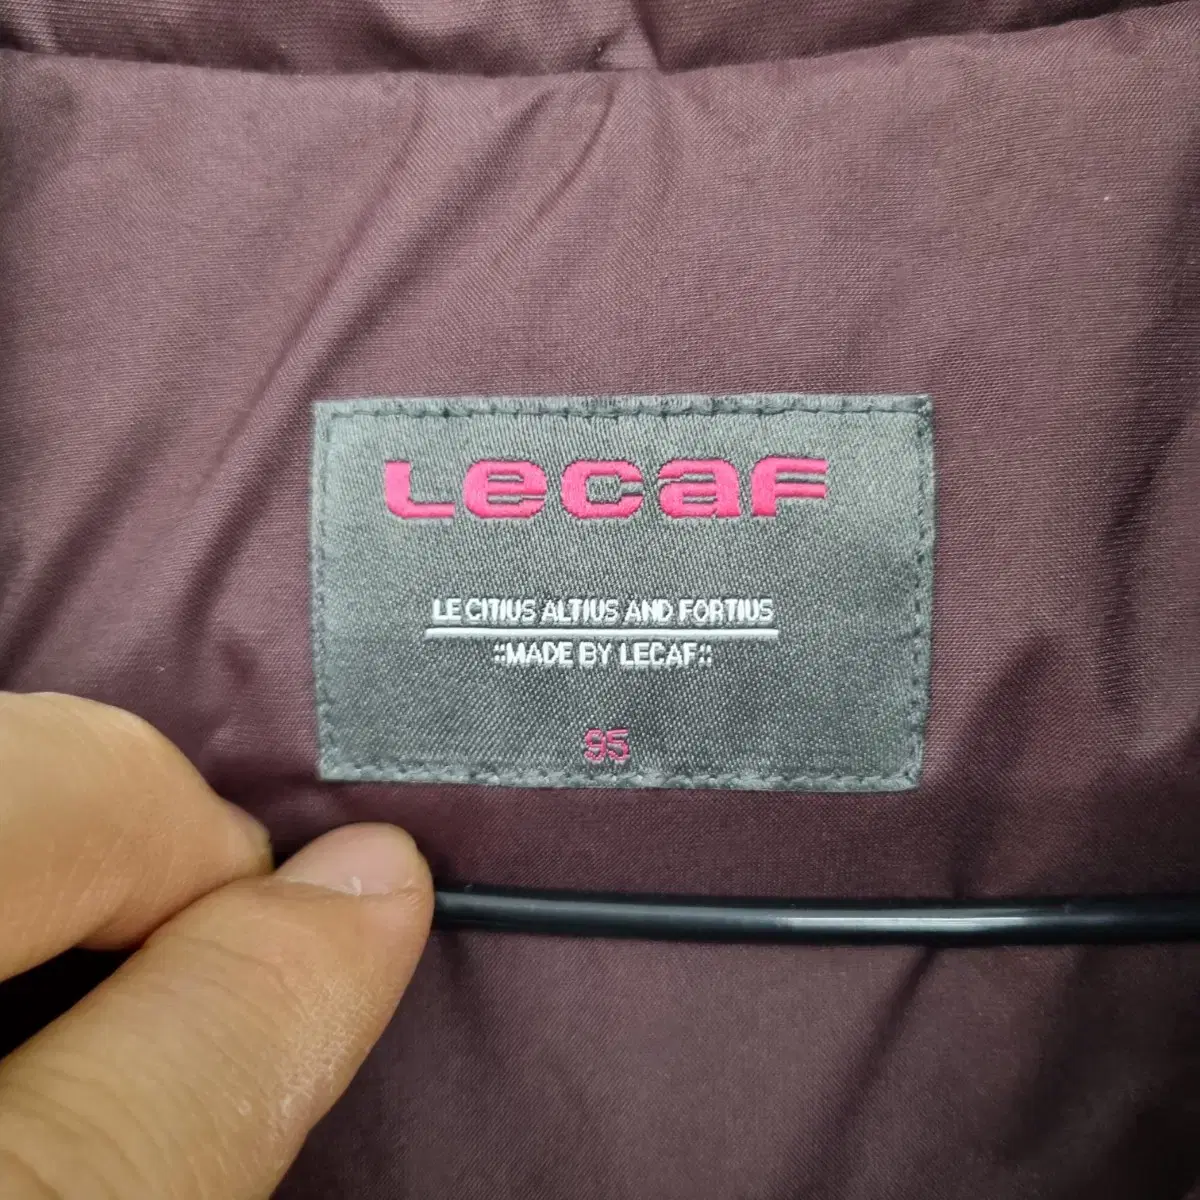 Lecaf
LE CITIUS ALTIUS AND FORTIUS
::MADE BY LECAF::
95